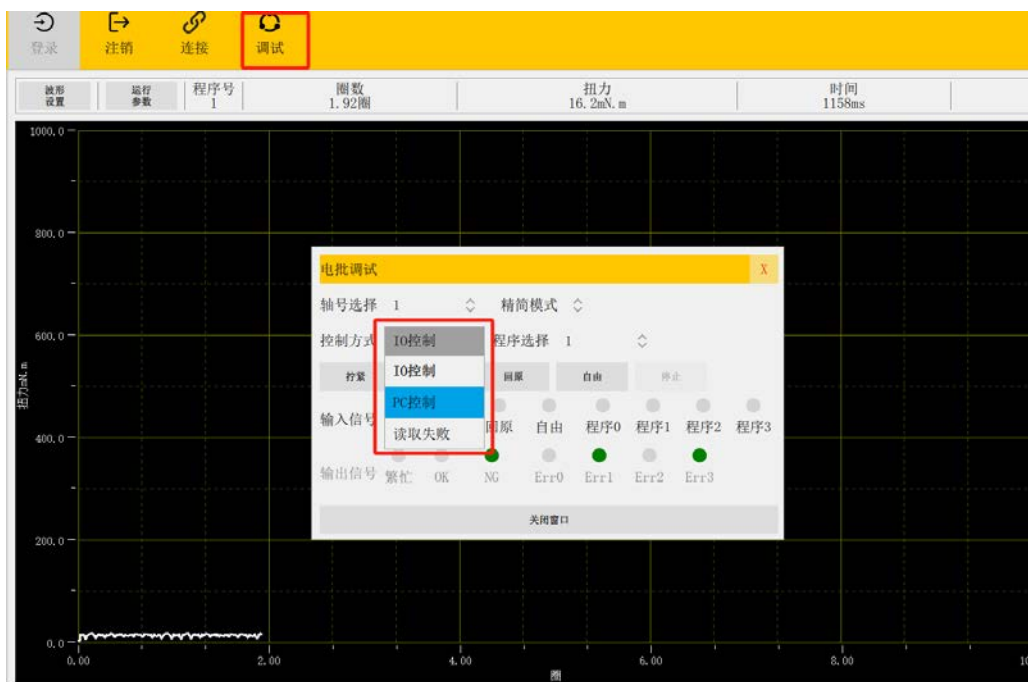 登录 注销 连接 调试
波形设置 运行参数 程序号 1 圈数 1.92圈 扭力 16.2mN.m 时间 1158ms
1000.0
800.0
600.0
400.0
200.0
0.0
扭力mN.m
电批调试 X
轴号选择 1 精简模式
控制方式 IO控制 程序选择 1
IO控制
PC控制
读取失败
拧紧 回原 自由 停止
输入信号 回原 自由 程序0 程序1 程序2 程序3
输出信号 繁忙 OK NG Err0 Err1 Err2 Err3
关闭窗口
0.00 2.00 4.00 6.00 8.00
圈